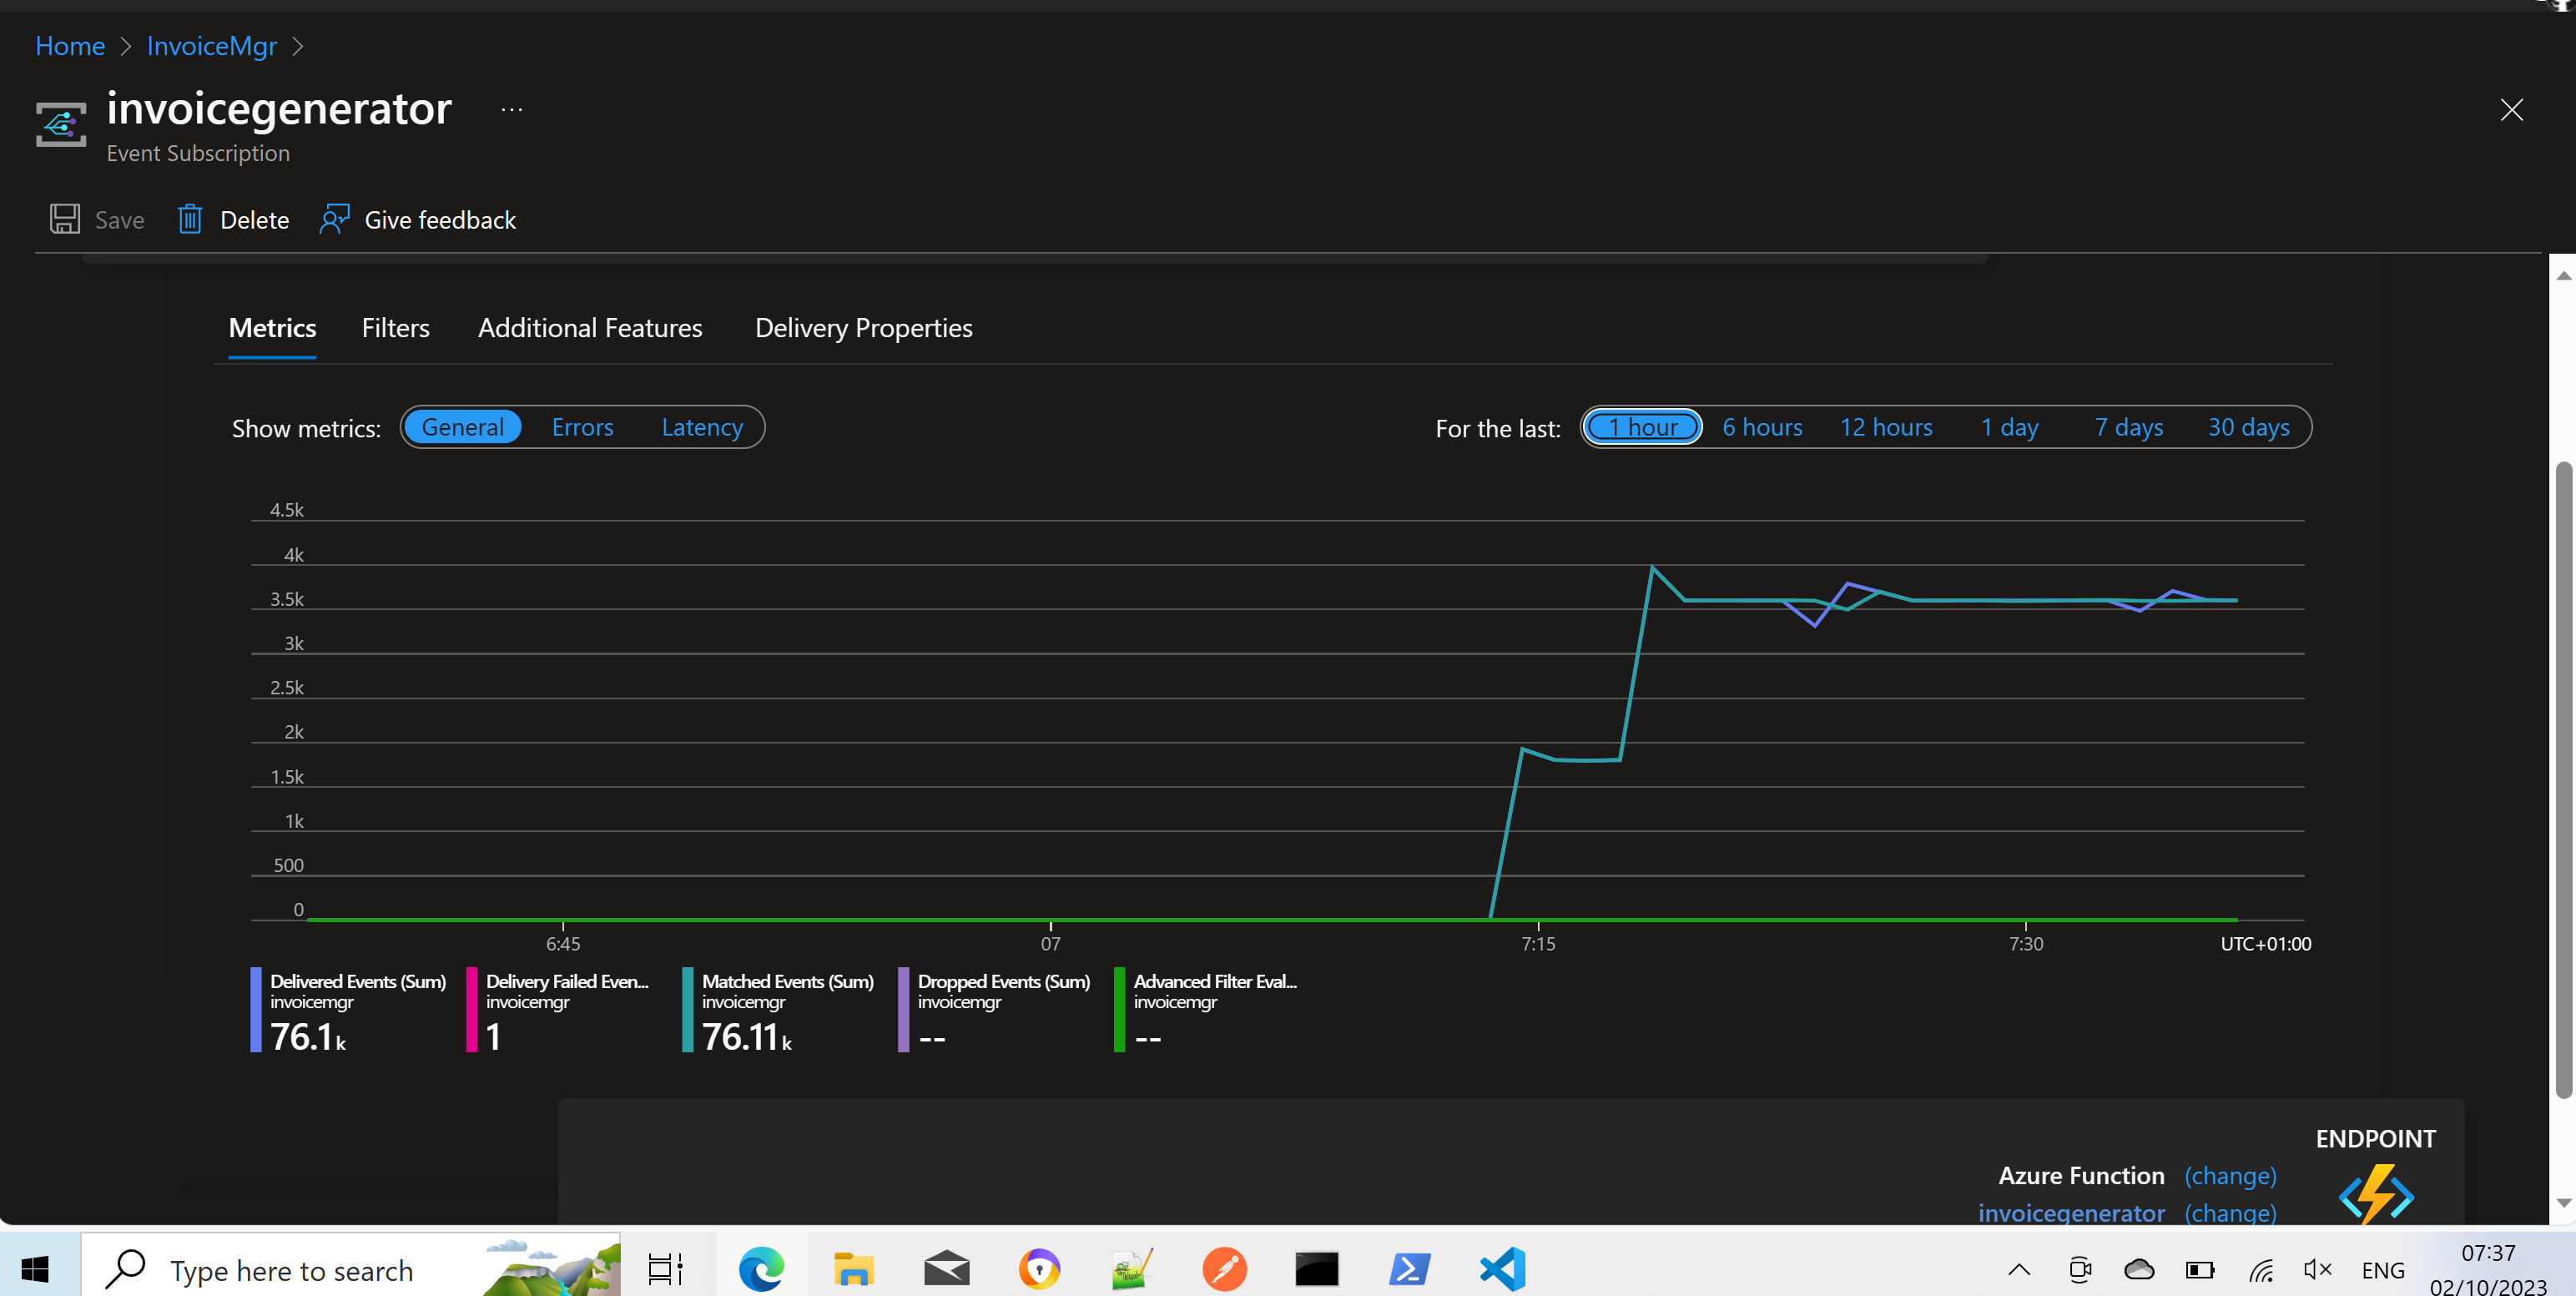 Home > InvoiceMgr >
invoicegenerator ...
Event Subscription
Save Delete Give feedback
Metrics Filters Additional Features Delivery Properties
Show metrics: General Errors Latency For the last: 1 hour 6 hours 12 hours 1 day 7 days 30 days
4.5k
4k
3.5k
3k
2.5k
2k
1.5k
1k
500
0
6:45 07 7:15 7:30 UTC+01:00
Delivered Events (Sum) Delivery Failed Even... Matched Events (Sum) Dropped Events (Sum) Advanced Filter Eval...
invoicemgr invoicemgr invoicemgr invoicemgr invoicemgr
76.1k 1 76.11k -- --
ENDPOINT
Azure Function (change)
invoicegenerator (change)
Type here to search
ENG
07:37
02/10/2023